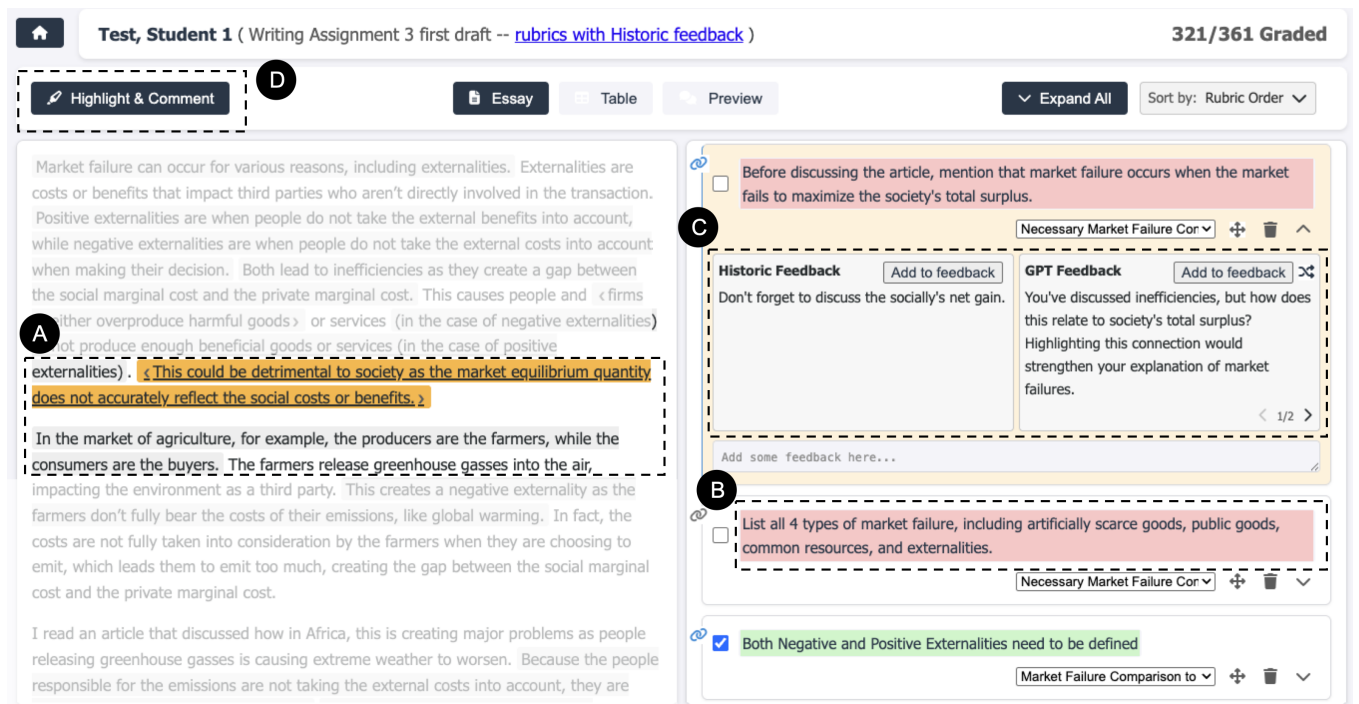 Test, Student 1 ( Writing Assignment 3 first draft -- rubrics with Historic feedback )
321/361 Graded
Highlight & Comment
D
Essay
Table
Preview
Expand All
Sort by: Rubric Order
Market failure can occur for various reasons, including externalities. Externalities are
costs or benefits that impact third parties who aren't directly involved in the transaction.
Positive externalities are when people do not take the external benefits into account,
while negative externalities are when people do not take the external costs into account
when making their decision. Both lead to inefficiencies as they create a gap between
the social marginal cost and the private marginal cost. This causes people and ‹firms
either overproduce harmful goods› or services (in the case of negative externalities)
A
not produce enough beneficial goods or services (in the case of positive
externalities) . ‹This could be detrimental to society as the market equilibrium quantity
does not accurately reflect the social costs or benefits.›
In the market of agriculture, for example, the producers are the farmers, while the
consumers are the buyers. The farmers release greenhouse gasses into the air,
impacting the environment as a third party. This creates a negative externality as the
farmers don't fully bear the costs of their emissions, like global warming. In fact, the
costs are not fully taken into consideration by the farmers when they are choosing to
emit, which leads them to emit too much, creating the gap between the social marginal
cost and the private marginal cost.
I read an article that discussed how in Africa, this is creating major problems as people
releasing greenhouse gasses is causing extreme weather to worsen. Because the people
responsible for the emissions are not taking the external costs into account, they are
Before discussing the article, mention that market failure occurs when the market
fails to maximize the society's total surplus.
Necessary Market Failure Cor
C
Historic Feedback
Add to feedback
Don't forget to discuss the socially's net gain.
GPT Feedback
Add to feedback
You've discussed inefficiencies, but how does
this relate to society's total surplus?
Highlighting this connection would
strengthen your explanation of market
failures.
1/2
Add some feedback here...
B
List all 4 types of market failure, including artificially scarce goods, public goods,
common resources, and externalities.
Necessary Market Failure Cor
Both Negative and Positive Externalities need to be defined
Market Failure Comparison to